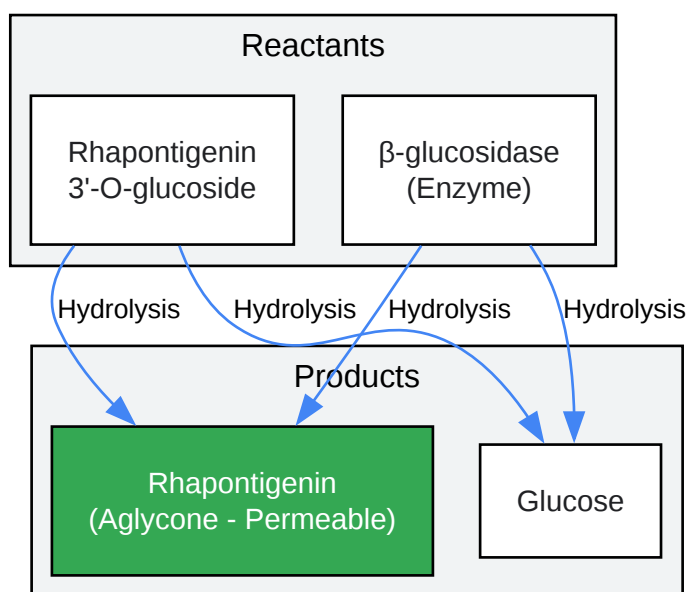 Reactants
Rhapontigenin
3'-O-glucoside
β-glucosidase
(Enzyme)
Hydrolysis
Hydrolysis
Hydrolysis
Hydrolysis
Products
Rhapontigenin
(Aglycone - Permeable)
Glucose